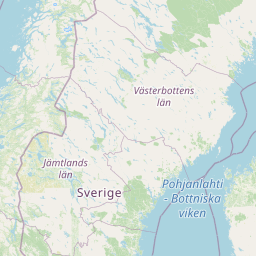 Västerbottens
län
Jämtlands
län
Pohjanlahti
- Bottniska
viken
Sverige